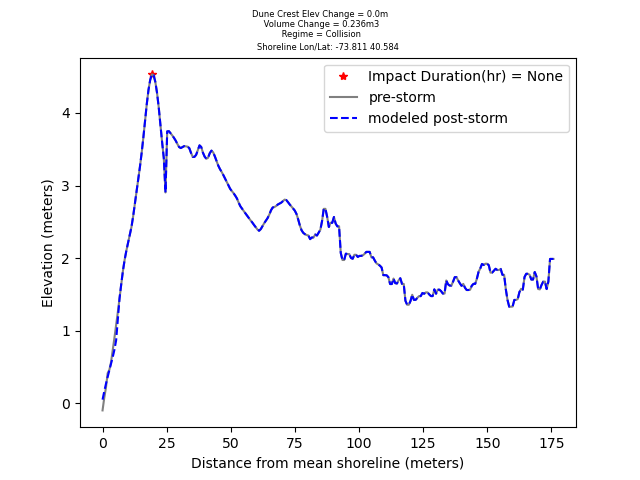 Dune Crest Elev Change = 0.0m
Volume Change = 0.236m3
Regime = Collision
Shoreline Lon/Lat: -73.811 40.584
Impact Duration(hr) = None
pre-storm
modeled post-storm
Elevation (meters)
4
3
2
1
0
0 25 50 75 100 125 150 175
Distance from mean shoreline (meters)